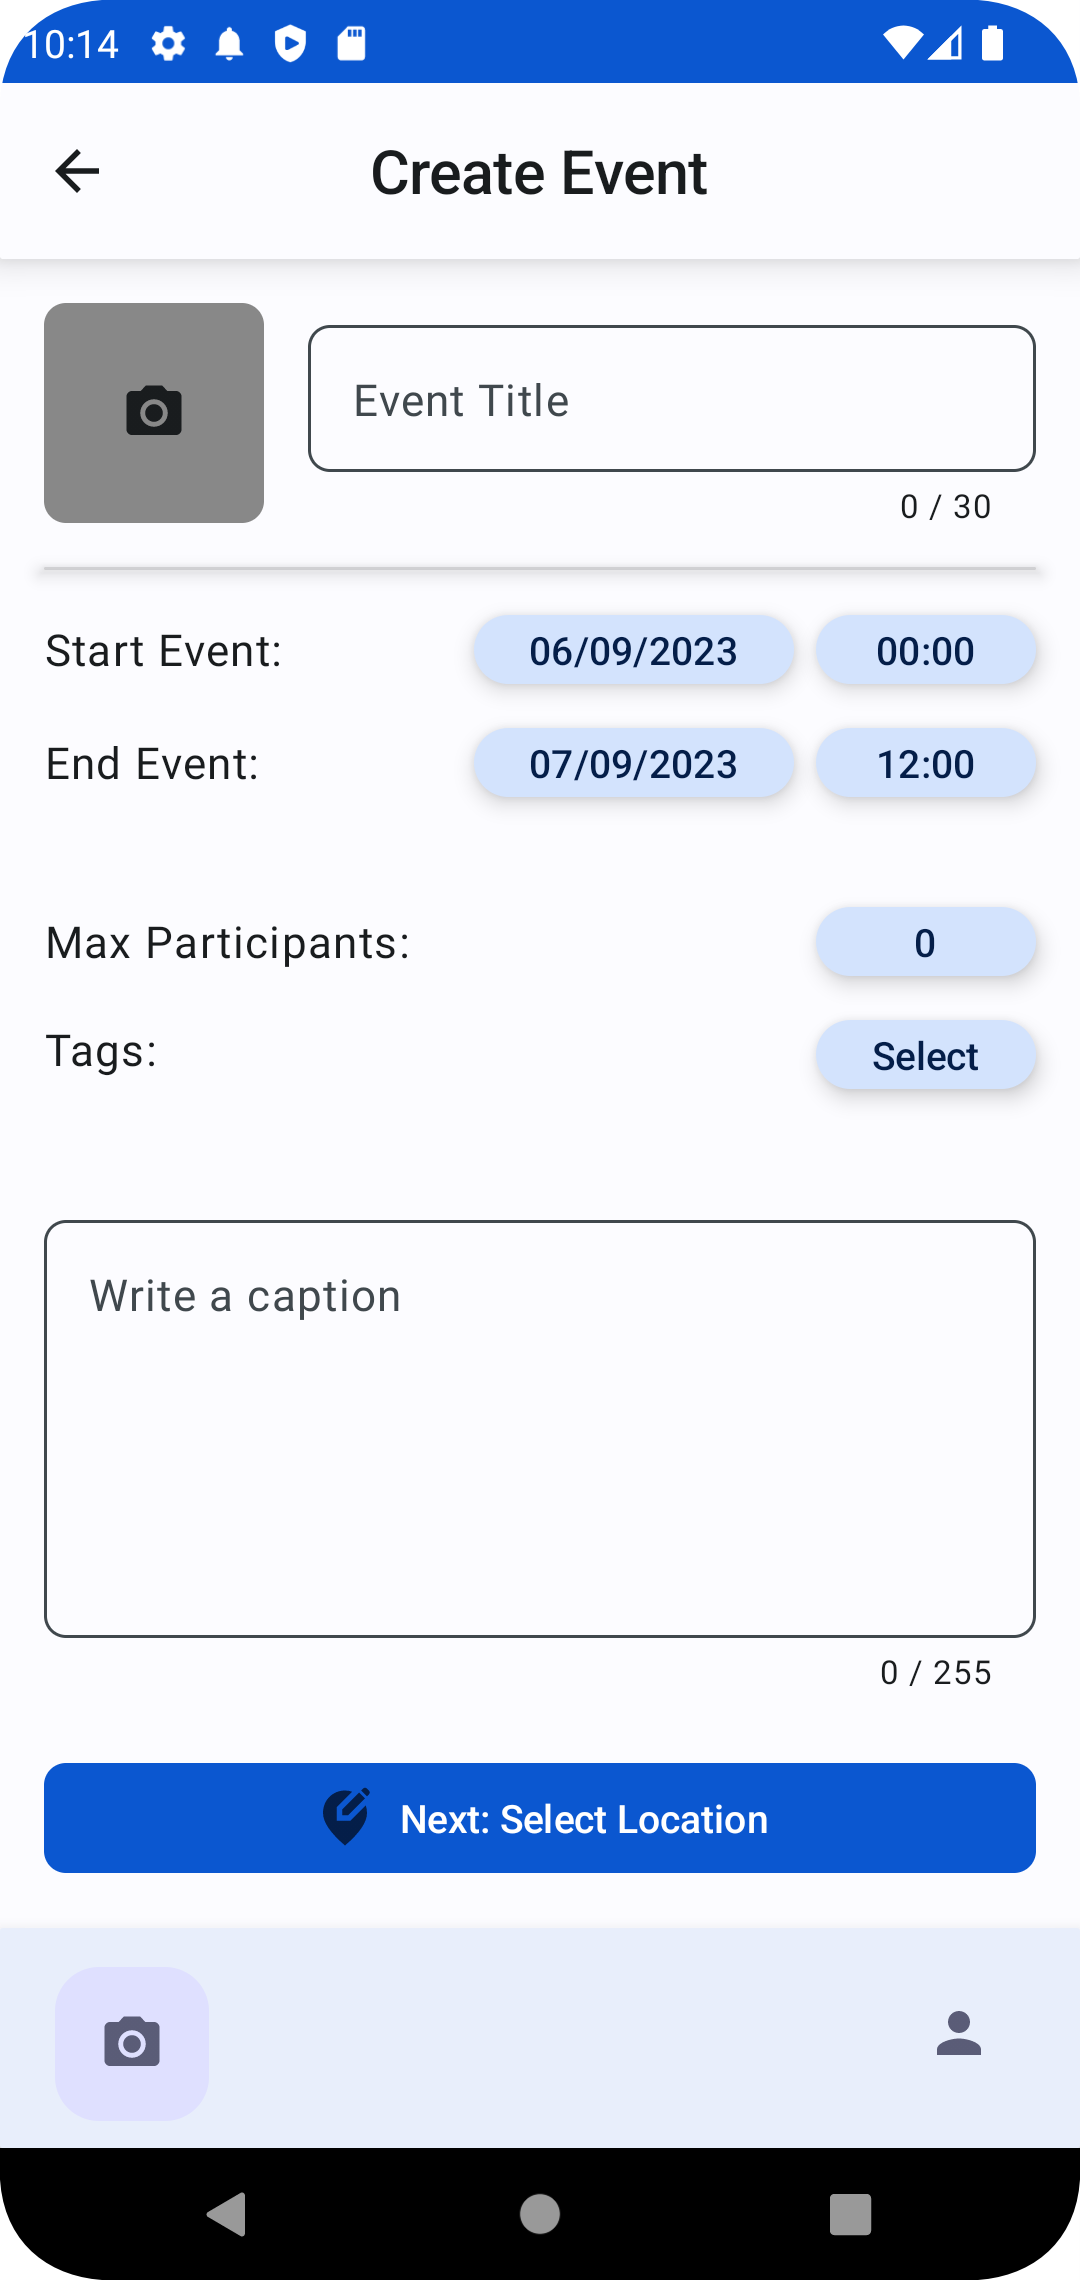 10:14
Create Event
Event Title
0 / 30
Start Event: 06/09/2023 00:00
End Event: 07/09/2023 12:00
Max Participants: 0
Tags: Select
Write a caption
0 / 255
Next: Select Location